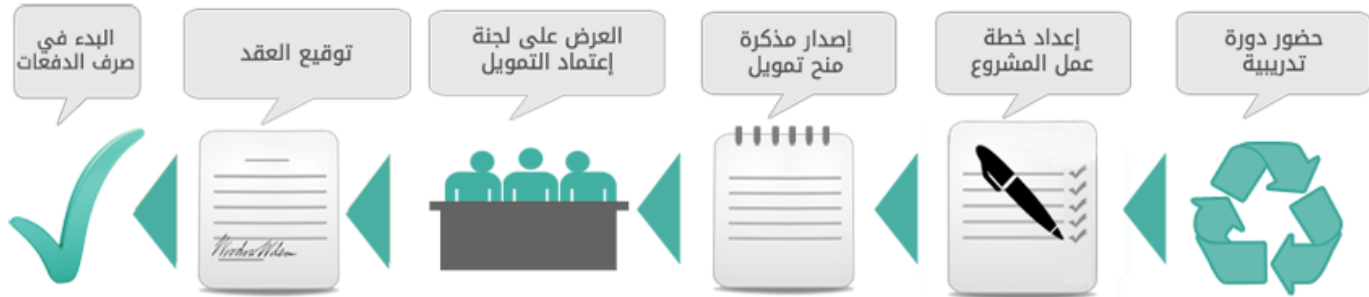 حضور دورة
تدريبية
إعداد خطة
عمل المشروع
إصدار مذكرة
منح تمويل
العرض على لجنة
إعتماد التمويل
توقيع العقد
البدء في
صرف الدفعات